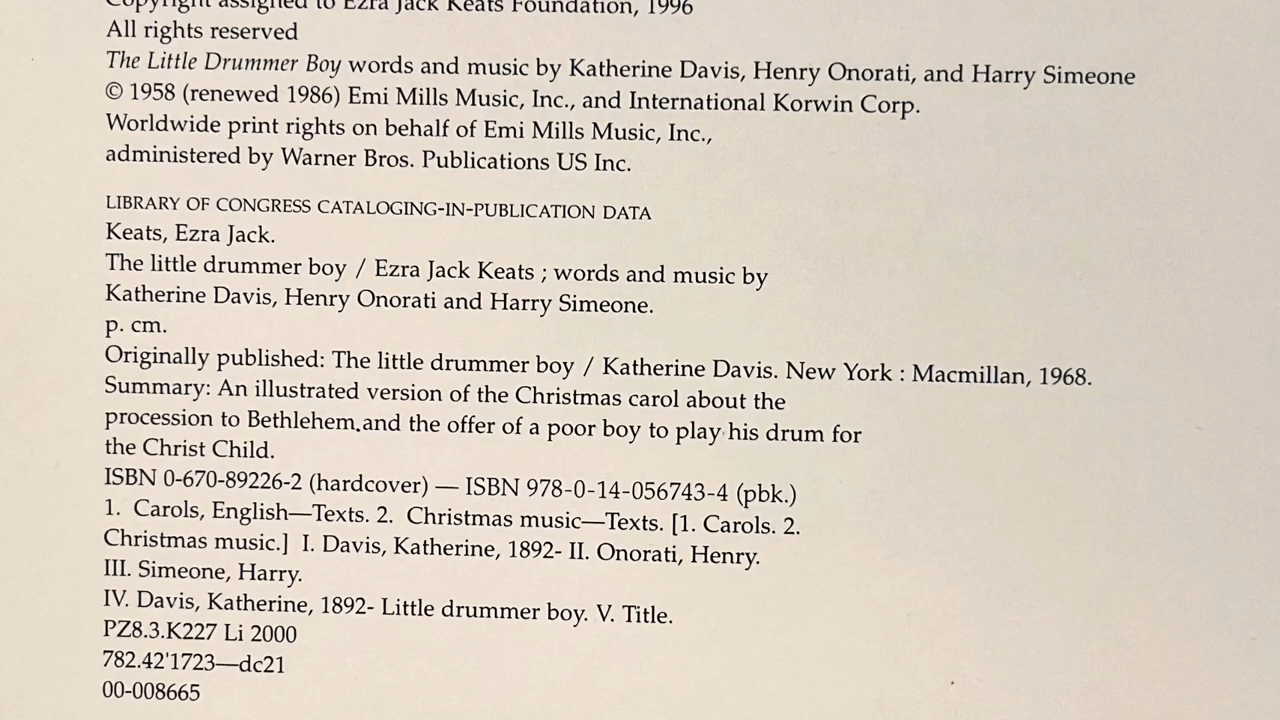 Copyright assigned to Ezra Jack Keats Foundation, 1996
All rights reserved
The Little Drummer Boy words and music by Katherine Davis, Henry Onorati, and Harry Simeone
© 1958 (renewed 1986) Emi Mills Music, Inc., and International Korwin Corp.
Worldwide print rights on behalf of Emi Mills Music, Inc.,
administered by Warner Bros. Publications US Inc.
LIBRARY OF CONGRESS CATALOGING-IN-PUBLICATION DATA
Keats, Ezra Jack.
The little drummer boy / Ezra Jack Keats ; words and music by
Katherine Davis, Henry Onorati and Harry Simeone.
p. cm.
Originally published: The little drummer boy / Katherine Davis. New York : Macmillan, 1968.
Summary: An illustrated version of the Christmas carol about the
procession to Bethlehem.and the offer of a poor boy to play his drum for
the Christ Child.
ISBN 0-670-89226-2 (hardcover) — ISBN 978-0-14-056743-4 (pbk.)
1. Carols, English—Texts. 2. Christmas music—Texts. [1. Carols. 2.
Christmas music.] I. Davis, Katherine, 1892- II. Onorati, Henry.
III. Simeone, Harry.
IV. Davis, Katherine, 1892- Little drummer boy. V. Title.
PZ8.3.K227 Li 2000
782.42'1723—dc21
00-008665